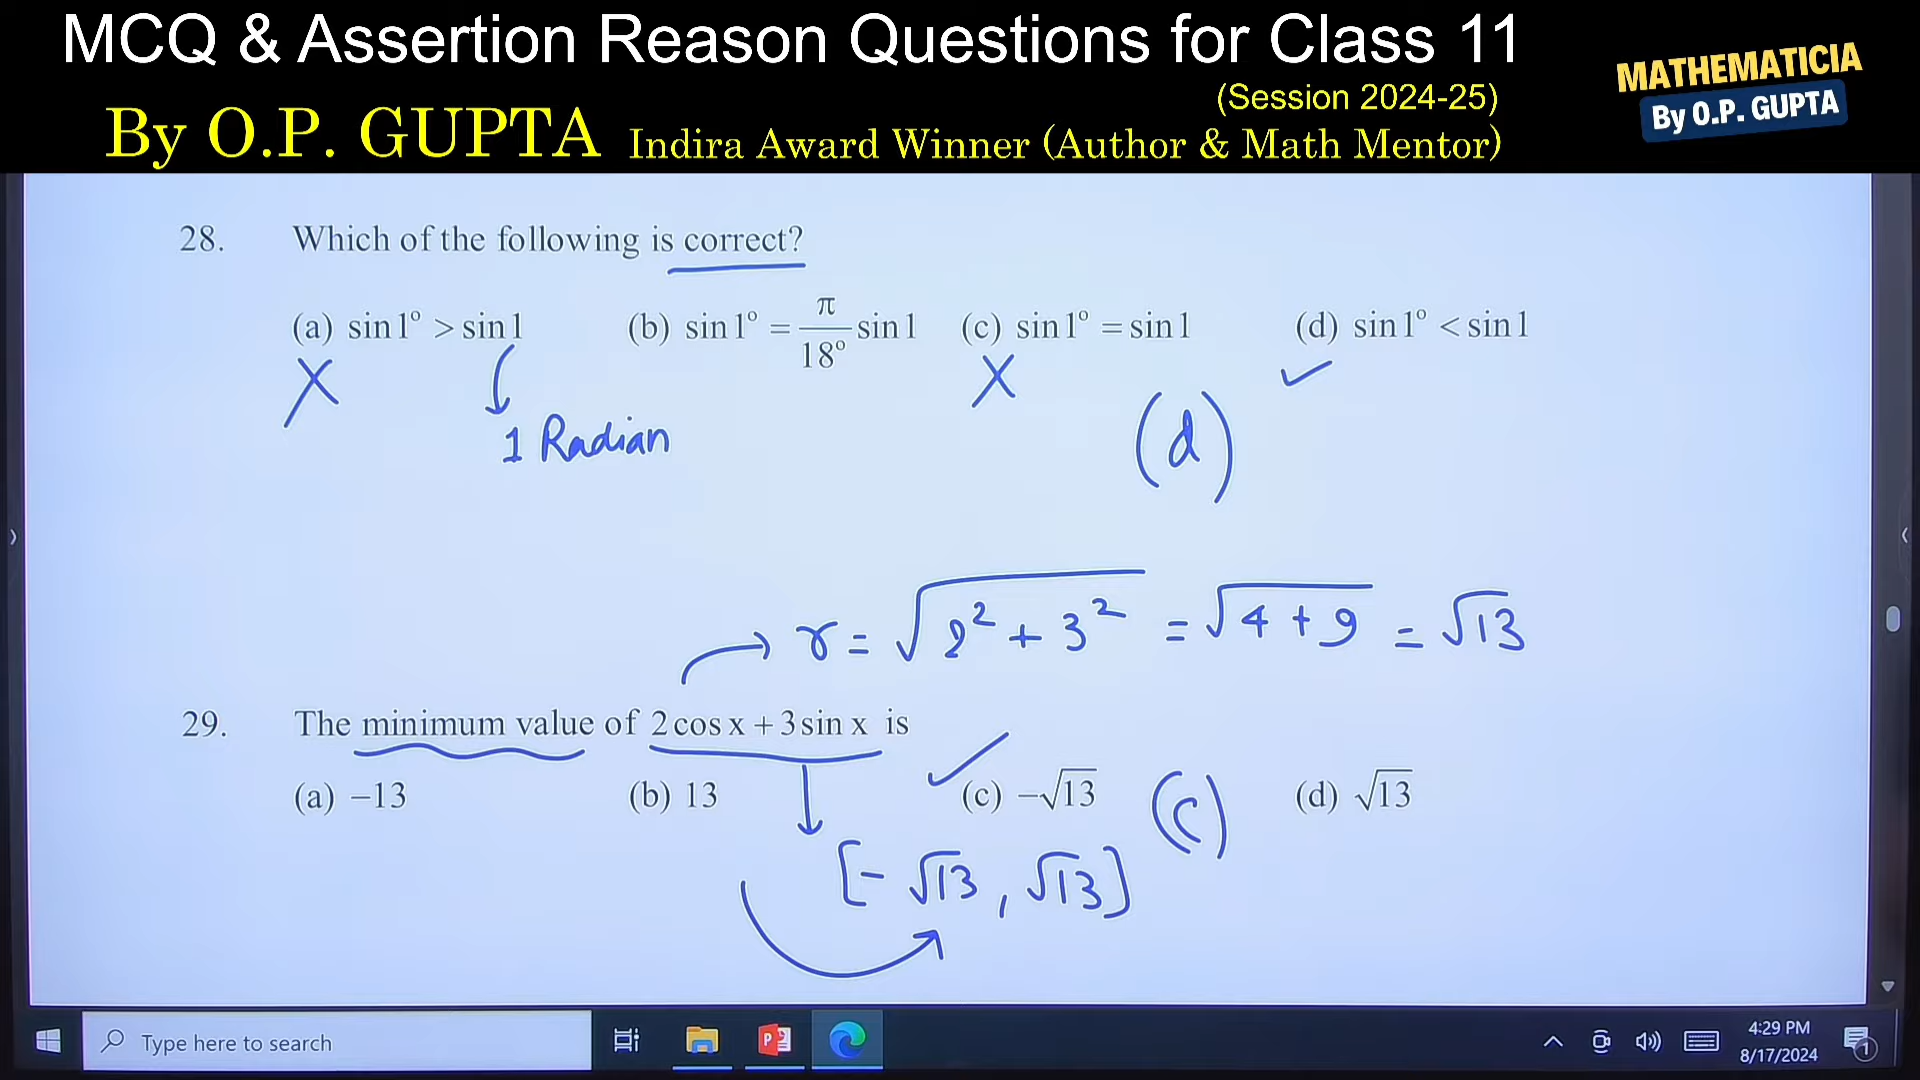 MCQ & Assertion Reason Questions for Class 11
(Session 2024-25)
By O.P. GUPTA Indira Award Winner (Author & Math Mentor)
MATHEMATICIA
By O.P. GUPTA
28. Which of the following is correct?
(a) sin 1° > sin 1 (b) sin 1° = π/18° sin 1 (c) sin 1° = sin 1 (d) sin 1° < sin 1
X X ✓
1 Radian (d)
→ r = √(2² + 3²) = √(4 + 9) = √13
29. The minimum value of 2 cos x + 3 sin x is
(a) −13 (b) 13 ✓ (c) −√13 (c) (d) √13
[-√13, √13]
Type here to search
4:29 PM
8/17/2024
1